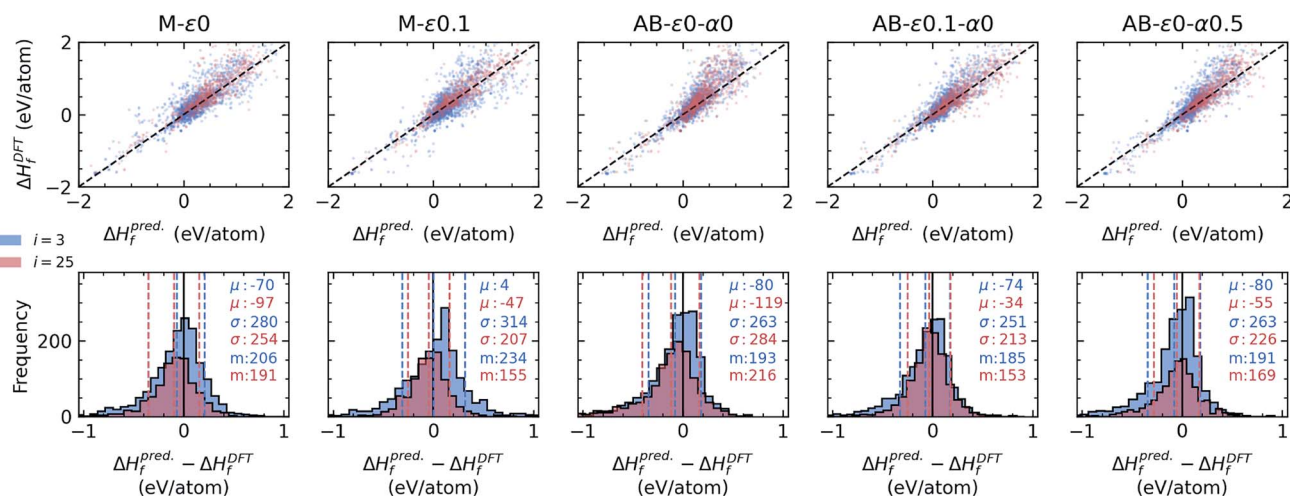 M-ε0 M-ε0.1 AB-ε0-α0 AB-ε0.1-α0 AB-ε0-α0.5
ΔH_f^{DFT} (eV/atom)
2
0
−2
−2 0 2 −2 0 2 −2 0 2 −2 0 2 −2 0 2
ΔH_f^{pred.} (eV/atom) ΔH_f^{pred.} (eV/atom) ΔH_f^{pred.} (eV/atom) ΔH_f^{pred.} (eV/atom) ΔH_f^{pred.} (eV/atom)
i = 3
i = 25
Frequency
200
0
μ:-70 μ: 4 μ:-80 μ:-74 μ:-80
μ:-97 μ:-47 μ:-119 μ:-34 μ:-55
σ: 280 σ: 314 σ: 263 σ: 251 σ: 263
σ: 254 σ: 207 σ: 284 σ: 213 σ: 226
m:206 m:234 m:193 m:185 m:191
m:191 m:155 m:216 m:153 m:169
−1 0 1 −1 0 1 −1 0 1 −1 0 1 −1 0 1
ΔH_f^{pred.} − ΔH_f^{DFT} ΔH_f^{pred.} − ΔH_f^{DFT} ΔH_f^{pred.} − ΔH_f^{DFT} ΔH_f^{pred.} − ΔH_f^{DFT} ΔH_f^{pred.} − ΔH_f^{DFT}
(eV/atom) (eV/atom) (eV/atom) (eV/atom) (eV/atom)